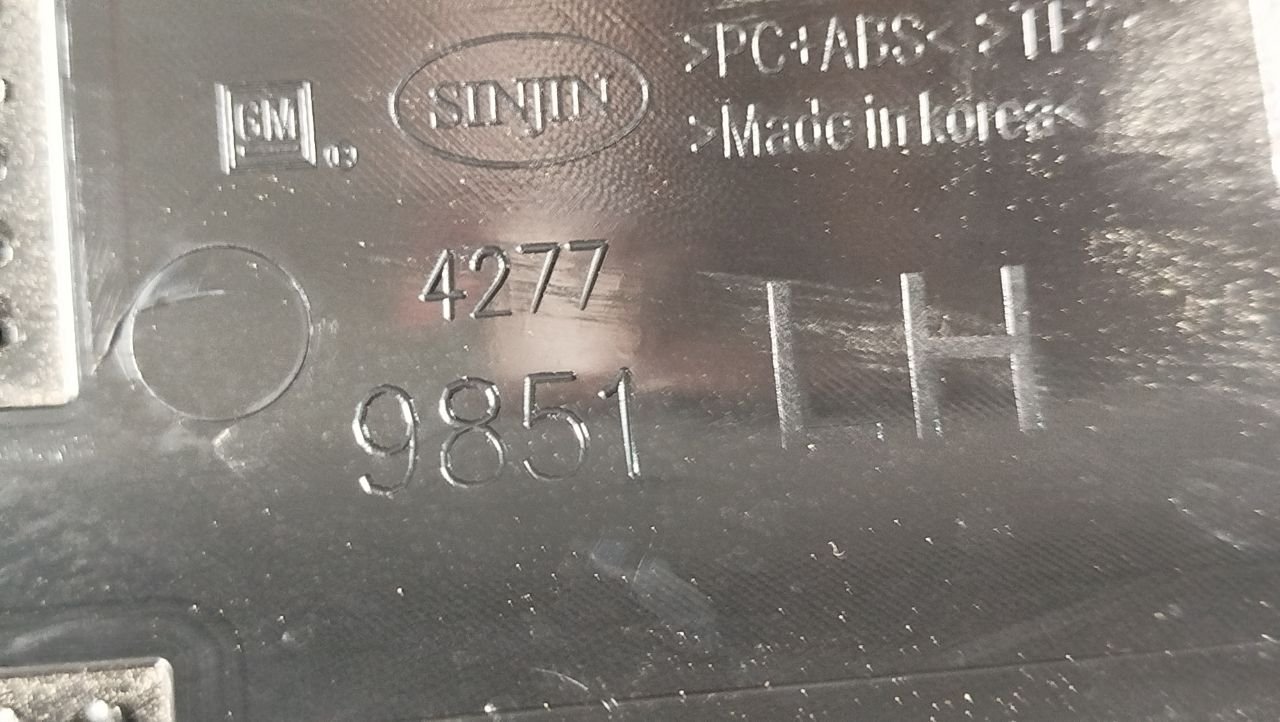 >PC+ABS<
GM
SINJIN
>Made in korea<
4277
9851
LH